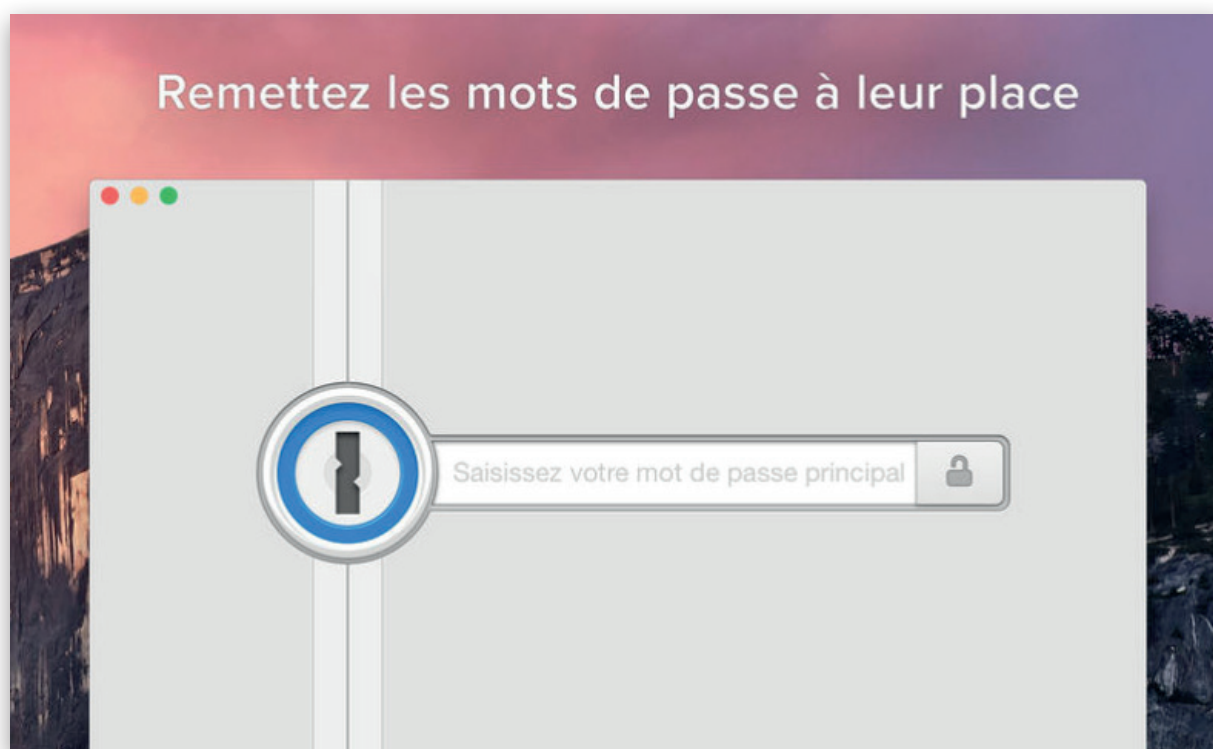 Remettez les mots de passe à leur place
Saisissez votre mot de passe principal